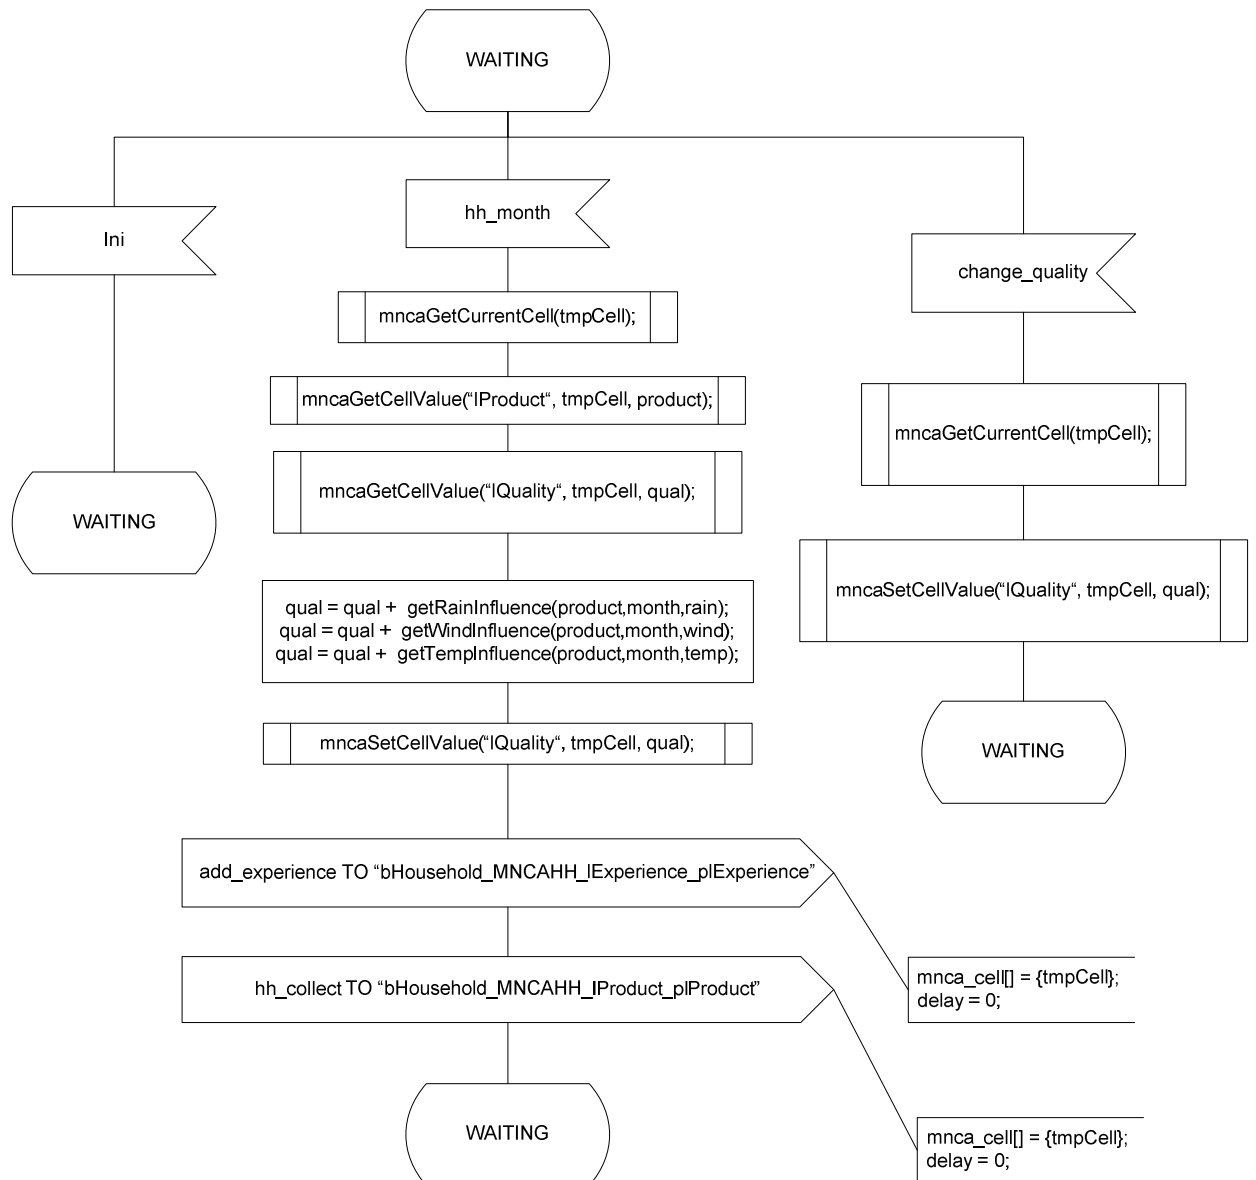 WAITING
Ini
hh_month
change_quality
mncaGetCurrentCell(tmpCell);
mncaGetCellValue(“lProduct“, tmpCell, product);
mncaGetCellValue(“lQuality“, tmpCell, qual);
qual = qual + getRainInfluence(product,month,rain);
qual = qual + getWindInfluence(product,month,wind);
qual = qual + getTempInfluence(product,month,temp);
mncaSetCellValue(“lQuality“, tmpCell, qual);
add_experience TO “bHousehold_MNCAHH_lExperience_plExperience”
mnca_cell[] = {tmpCell};
delay = 0;
hh_collect TO “bHousehold_MNCAHH_lProduct_plProduct”
mnca_cell[] = {tmpCell};
delay = 0;
WAITING
WAITING
mncaGetCurrentCell(tmpCell);
mncaSetCellValue(“lQuality“, tmpCell, qual);
WAITING